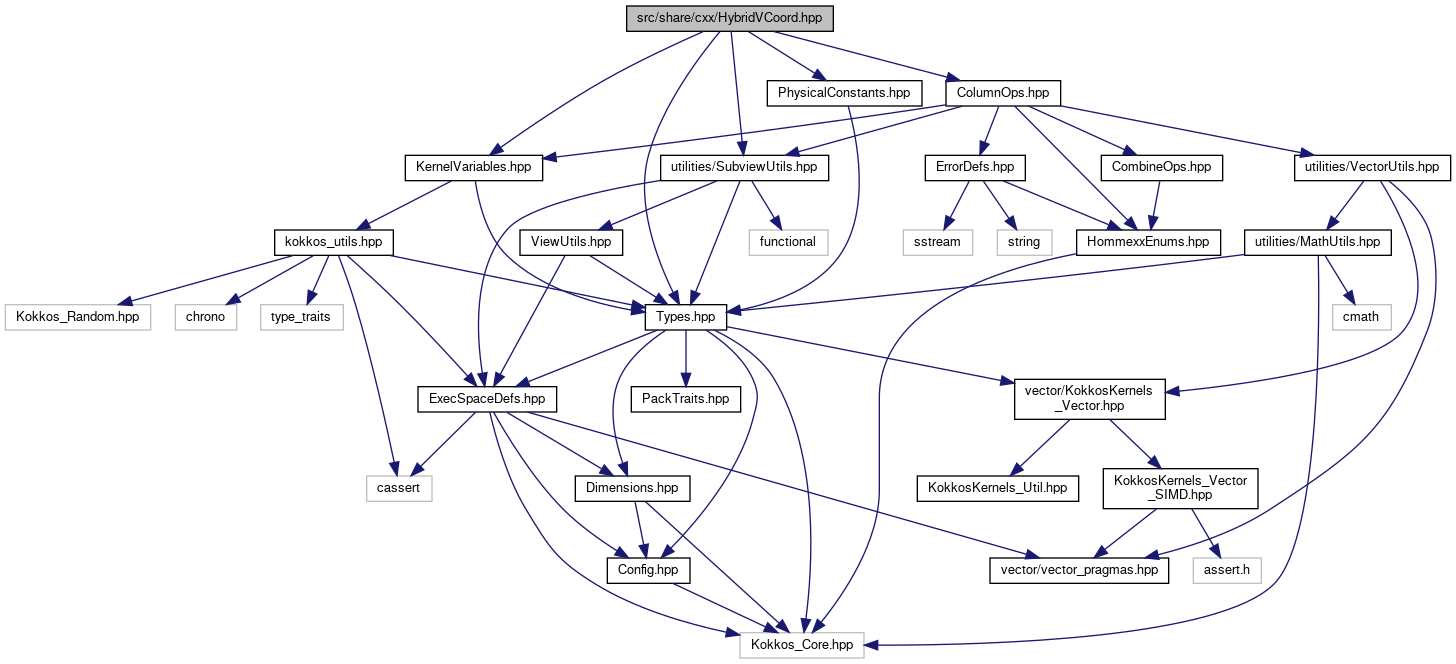 src/share/cxx/HybridVCoord.hpp
PhysicalConstants.hpp
ColumnOps.hpp
KernelVariables.hpp
utilities/SubviewUtils.hpp
ErrorDefs.hpp
CombineOps.hpp
utilities/VectorUtils.hpp
kokkos_utils.hpp
ViewUtils.hpp
functional
sstream
string
HommexxEnums.hpp
utilities/MathUtils.hpp
Kokkos_Random.hpp
chrono
type_traits
Types.hpp
cmath
ExecSpaceDefs.hpp
PackTraits.hpp
vector/KokkosKernels
_Vector.hpp
cassert
Dimensions.hpp
KokkosKernels_Util.hpp
KokkosKernels_Vector
_SIMD.hpp
Config.hpp
vector/vector_pragmas.hpp
assert.h
Kokkos_Core.hpp